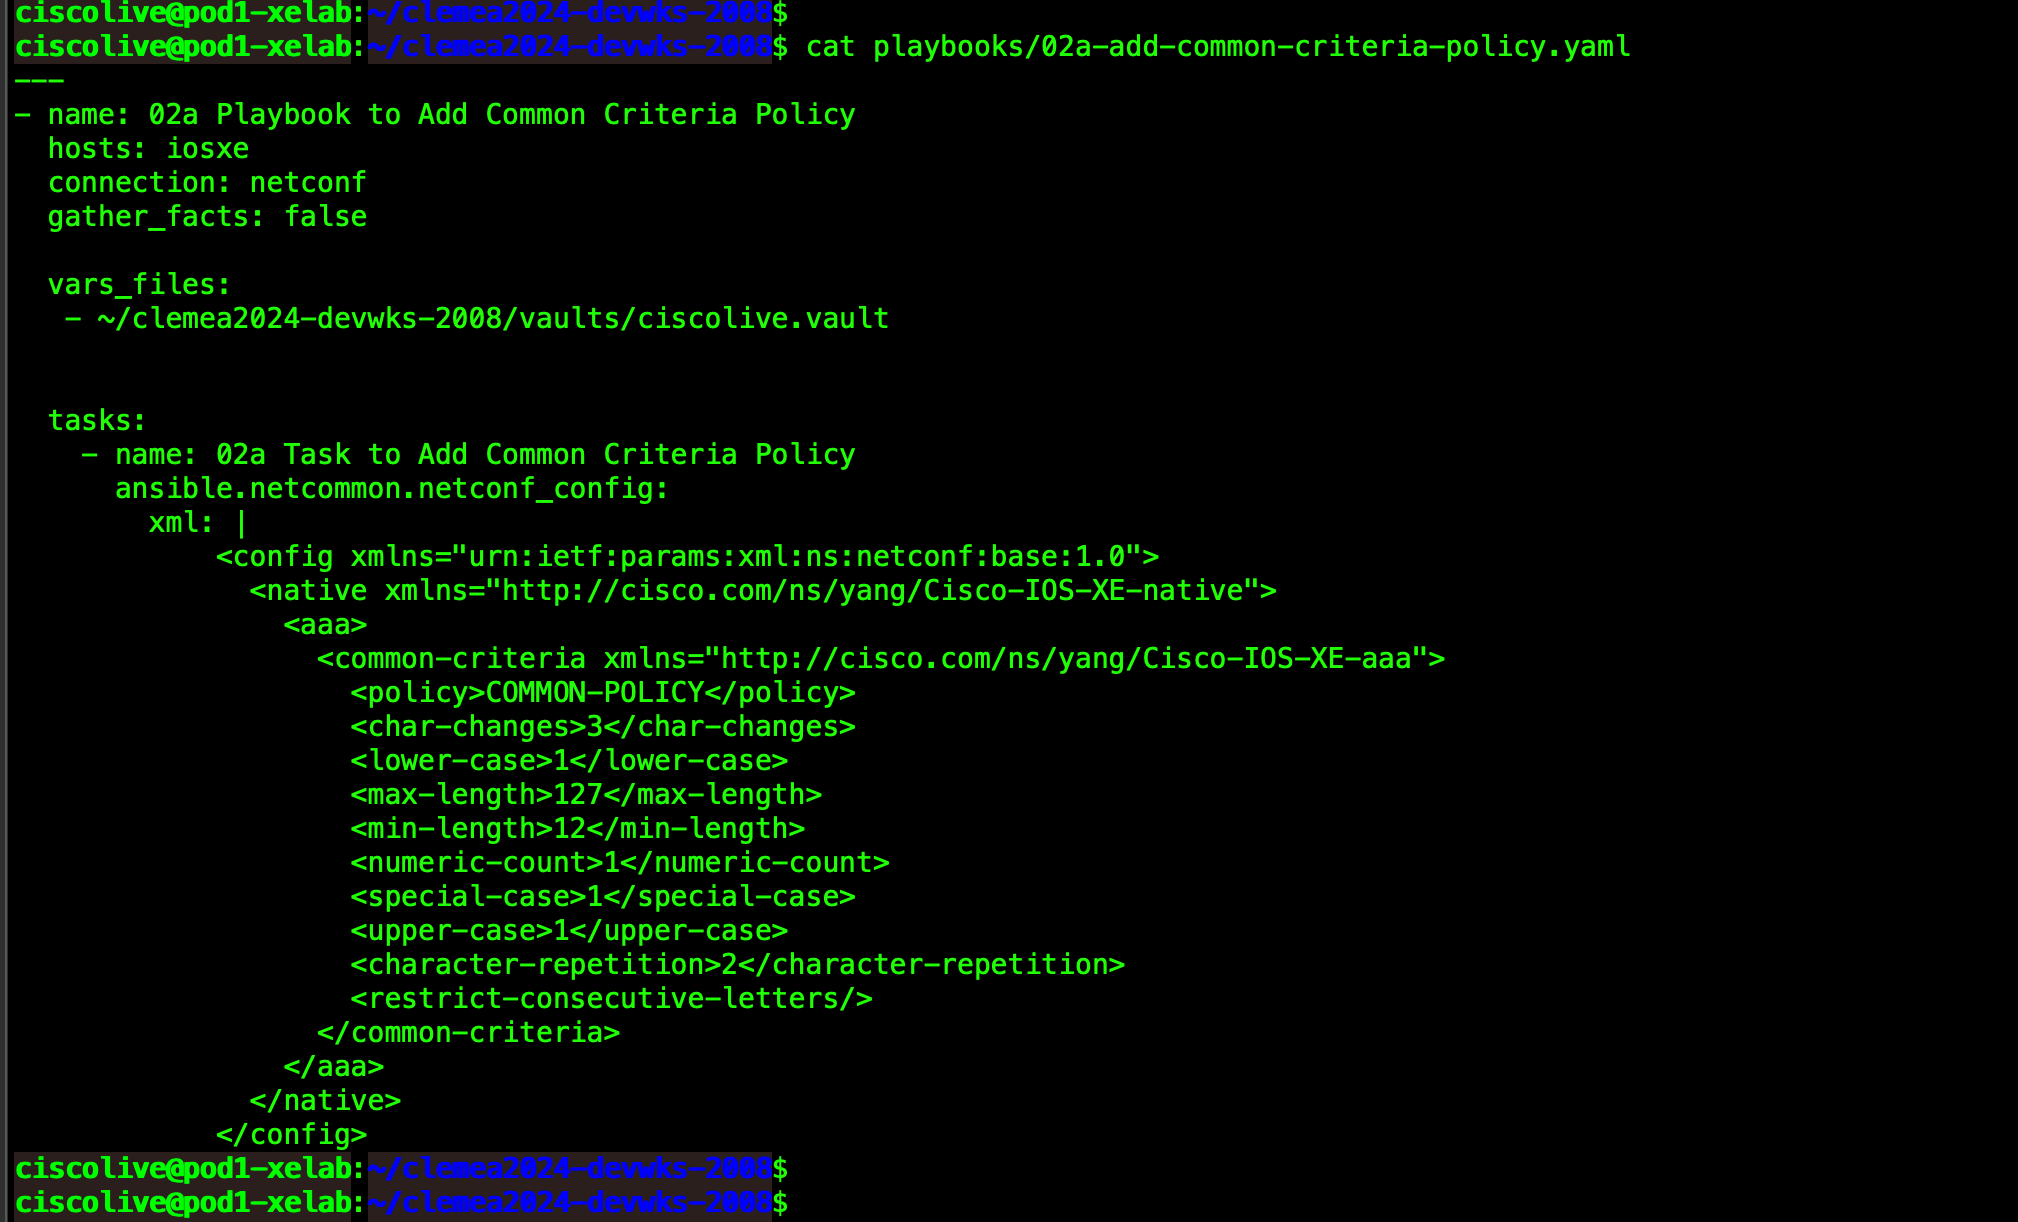 ciscolive@pod1-xelab:~/clemea2024-devwks-2008$
ciscolive@pod1-xelab:~/clemea2024-devwks-2008$ cat playbooks/02a-add-common-criteria-policy.yaml
---
- name: 02a Playbook to Add Common Criteria Policy
  hosts: iosxe
  connection: netconf
  gather_facts: false

  vars_files:
   - ~/clemea2024-devwks-2008/vaults/ciscolive.vault


  tasks:
    - name: 02a Task to Add Common Criteria Policy
      ansible.netcommon.netconf_config:
        xml: |
            <config xmlns="urn:ietf:params:xml:ns:netconf:base:1.0">
              <native xmlns="http://cisco.com/ns/yang/Cisco-IOS-XE-native">
                <aaa>
                  <common-criteria xmlns="http://cisco.com/ns/yang/Cisco-IOS-XE-aaa">
                    <policy>COMMON-POLICY</policy>
                    <char-changes>3</char-changes>
                    <lower-case>1</lower-case>
                    <max-length>127</max-length>
                    <min-length>12</min-length>
                    <numeric-count>1</numeric-count>
                    <special-case>1</special-case>
                    <upper-case>1</upper-case>
                    <character-repetition>2</character-repetition>
                    <restrict-consecutive-letters/>
                  </common-criteria>
                </aaa>
              </native>
            </config>
ciscolive@pod1-xelab:~/clemea2024-devwks-2008$
ciscolive@pod1-xelab:~/clemea2024-devwks-2008$